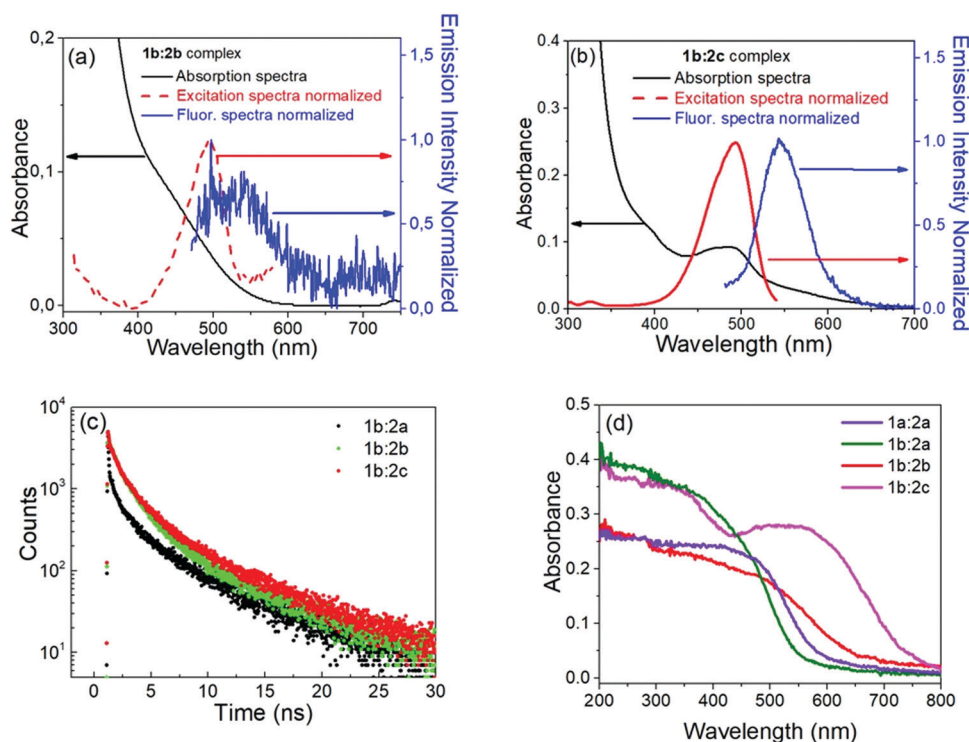 (a)
1b:2b complex
Absorption spectra
Excitation spectra normalized
Fluor. spectra normalized
0,2
0,1
0,0
Absorbance
300 400 500 600 700
Wavelength (nm)
1,5
1,0
0,5
0,0
Emission Intensity Normalized
(b)
1b:2c complex
Absorption spectra
Excitation spectra normalized
Fluor. spectra normalized
0.4
0.3
0.2
0.1
0.0
Absorbance
300 400 500 600 700
Wavelength (nm)
1.5
1.0
0.5
0.0
Emission Intensity Normalized
(c)
1b:2a
1b:2b
1b:2c
10^4
10^3
10^2
10^1
Counts
0 5 10 15 20 25 30
Time (ns)
(d)
1a:2a
1b:2a
1b:2b
1b:2c
0.5
0.4
0.3
0.2
0.1
0.0
Absorbance
200 300 400 500 600 700 800
Wavelength (nm)